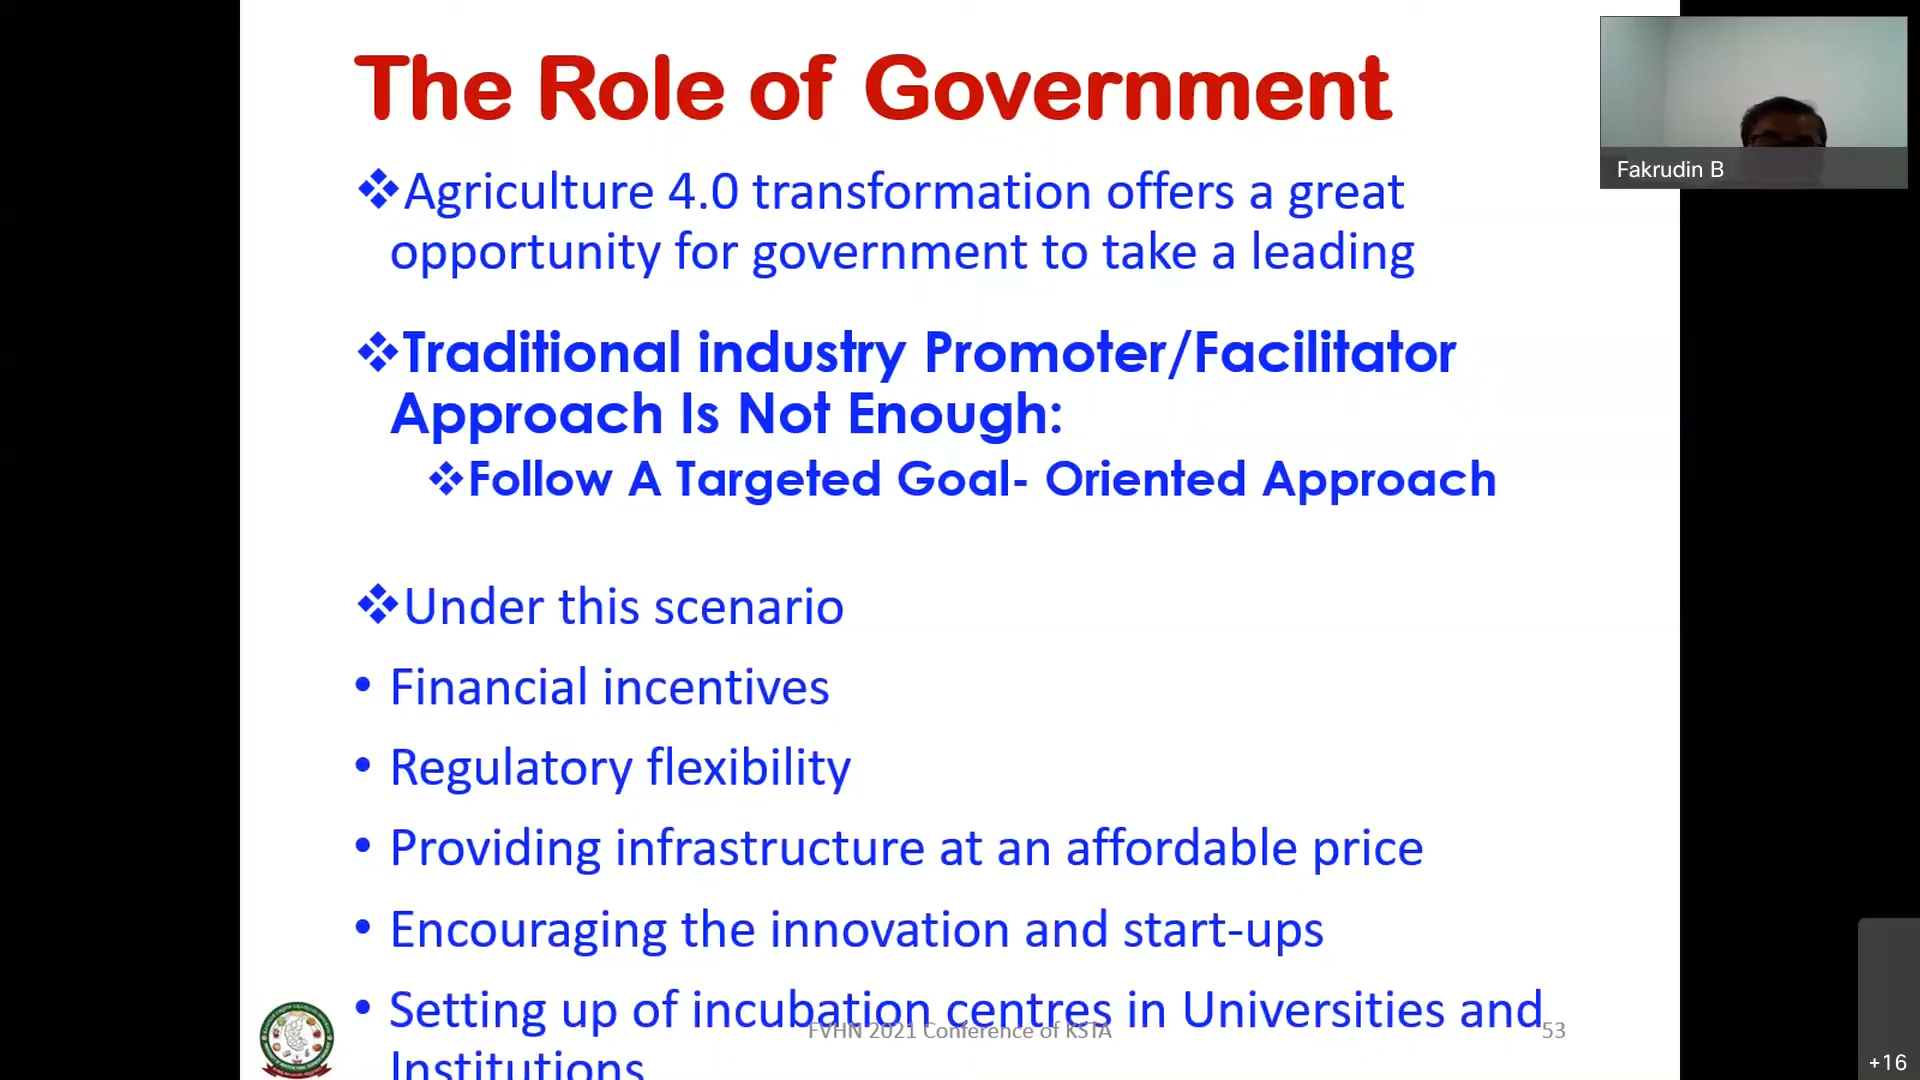 The Role of Government
❖Agriculture 4.0 transformation offers a great
opportunity for government to take a leading
❖Traditional industry Promoter/Facilitator
Approach Is Not Enough:
❖Follow A Targeted Goal- Oriented Approach
❖Under this scenario
• Financial incentives
• Regulatory flexibility
• Providing infrastructure at an affordable price
• Encouraging the innovation and start-ups
• Setting up of incubation centres in Universities and
Institutions
FVHN 2021 Conference of KSTA
53
Fakrudin B
+16